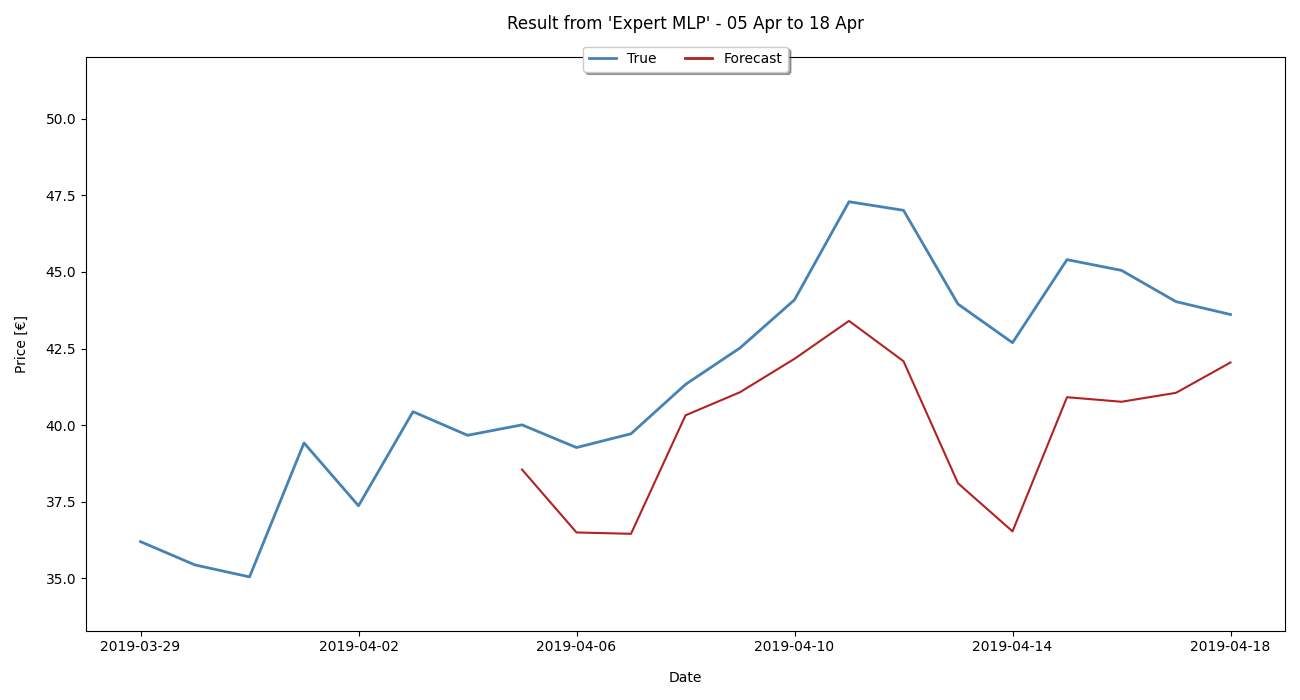 Result from 'Expert MLP' - 05 Apr to 18 Apr
True Forecast
50.0
47.5
45.0
42.5
40.0
37.5
35.0
Price [€]
2019-03-29 2019-04-02 2019-04-06 2019-04-10 2019-04-14 2019-04-18
Date